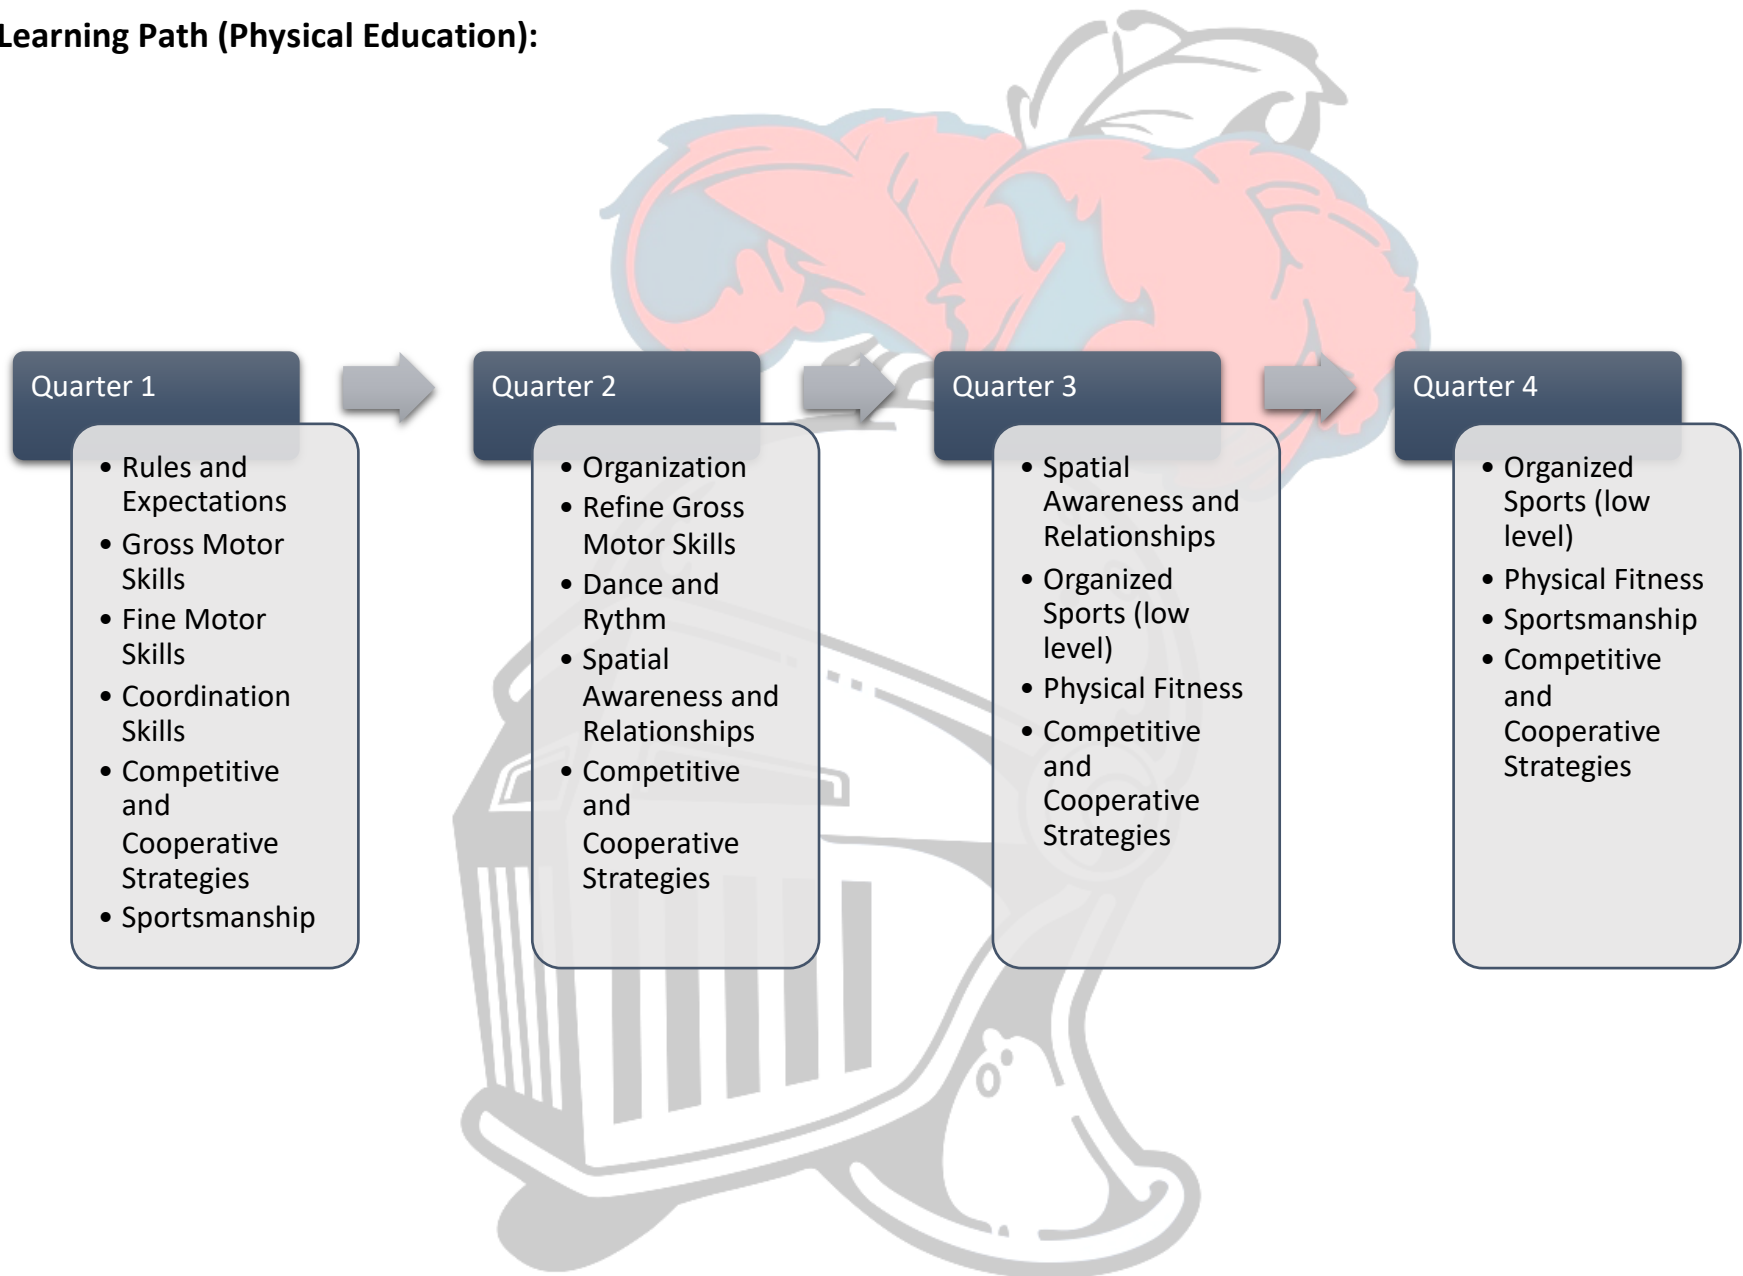 Learning Path (Physical Education):
Quarter 1
• Rules and
Expectations
• Gross Motor
Skills
• Fine Motor
Skills
• Coordination
Skills
• Competitive
and
Cooperative
Strategies
• Sportsmanship
Quarter 2
• Organization
• Refine Gross
Motor Skills
• Dance and
Rythm
• Spatial
Awareness and
Relationships
• Competitive
and
Cooperative
Strategies
Quarter 3
• Spatial
Awareness and
Relationships
• Organized
Sports (low
level)
• Physical Fitness
• Competitive
and
Cooperative
Strategies
Quarter 4
• Organized
Sports (low
level)
• Physical Fitness
• Sportsmanship
• Competitive
and
Cooperative
Strategies